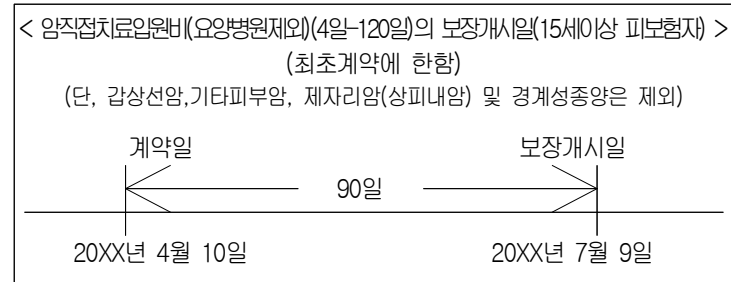 < 암직접치료입원비(요양병원제외)(4일-120일)의 보장개시일(15세이상 피보험자) >
(최초계약에 한함)
(단, 갑상선암,기타피부암, 제자리암(상피내암) 및 경계성종양은 제외)
계약일 보장개시일
90일
20XX년 4월 10일 20XX년 7월 9일